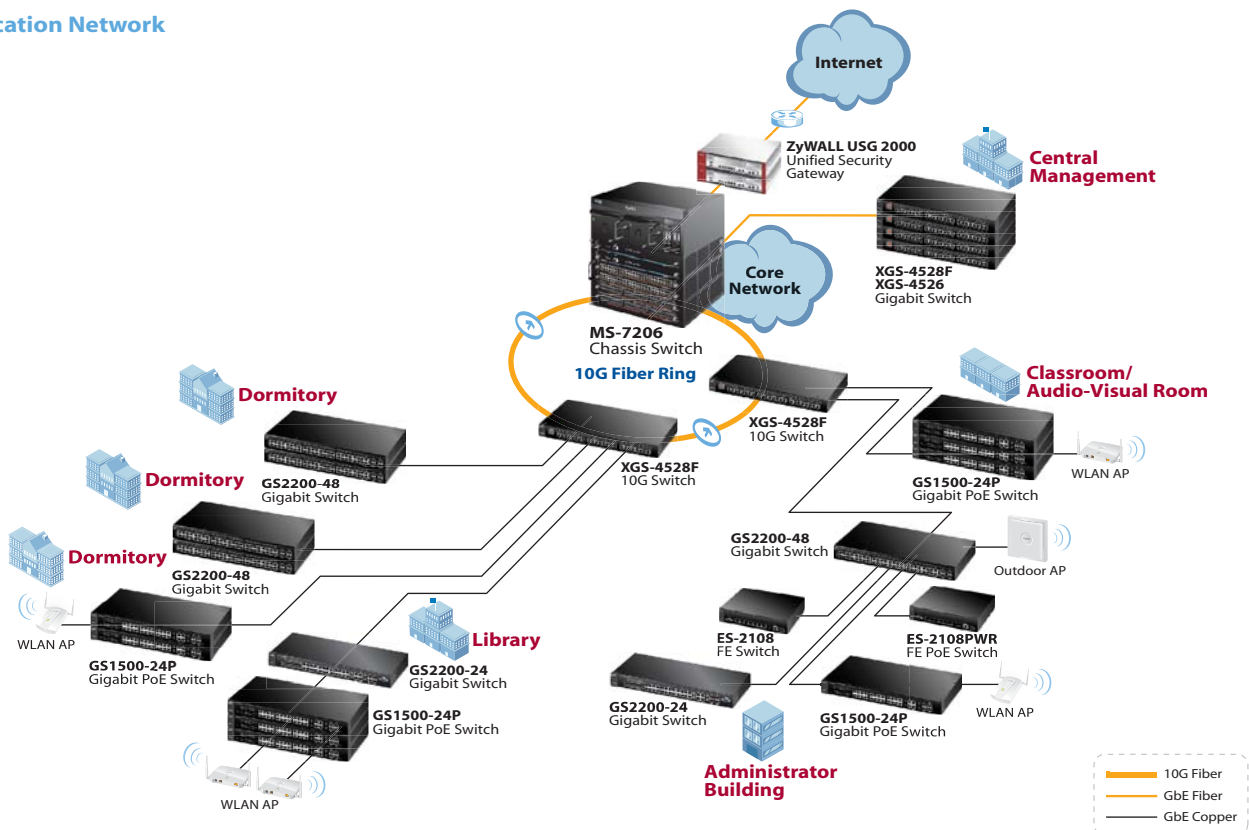 cation Network
Internet
ZyWALL USG 2000
Unified Security
Gateway
Central
Management
XGS-4528F
XGS-4526
Gigabit Switch
Core
Network
MS-7206
Chassis Switch
10G Fiber Ring
XGS-4528F
10G Switch
Classroom/
Audio-Visual Room
GS1500-24P
Gigabit PoE Switch
WLAN AP
Dormitory
GS2200-48
Gigabit Switch
XGS-4528F
10G Switch
Dormitory
GS2200-48
Gigabit Switch
Dormitory
WLAN AP
GS1500-24P
Gigabit PoE Switch
Library
GS2200-24
Gigabit Switch
GS1500-24P
Gigabit PoE Switch
WLAN AP
GS2200-48
Gigabit Switch
Outdoor AP
ES-2108
FE Switch
ES-2108PWR
FE PoE Switch
GS2200-24
Gigabit Switch
GS1500-24P
Gigabit PoE Switch
WLAN AP
Administrator
Building
10G Fiber
GbE Fiber
GbE Copper